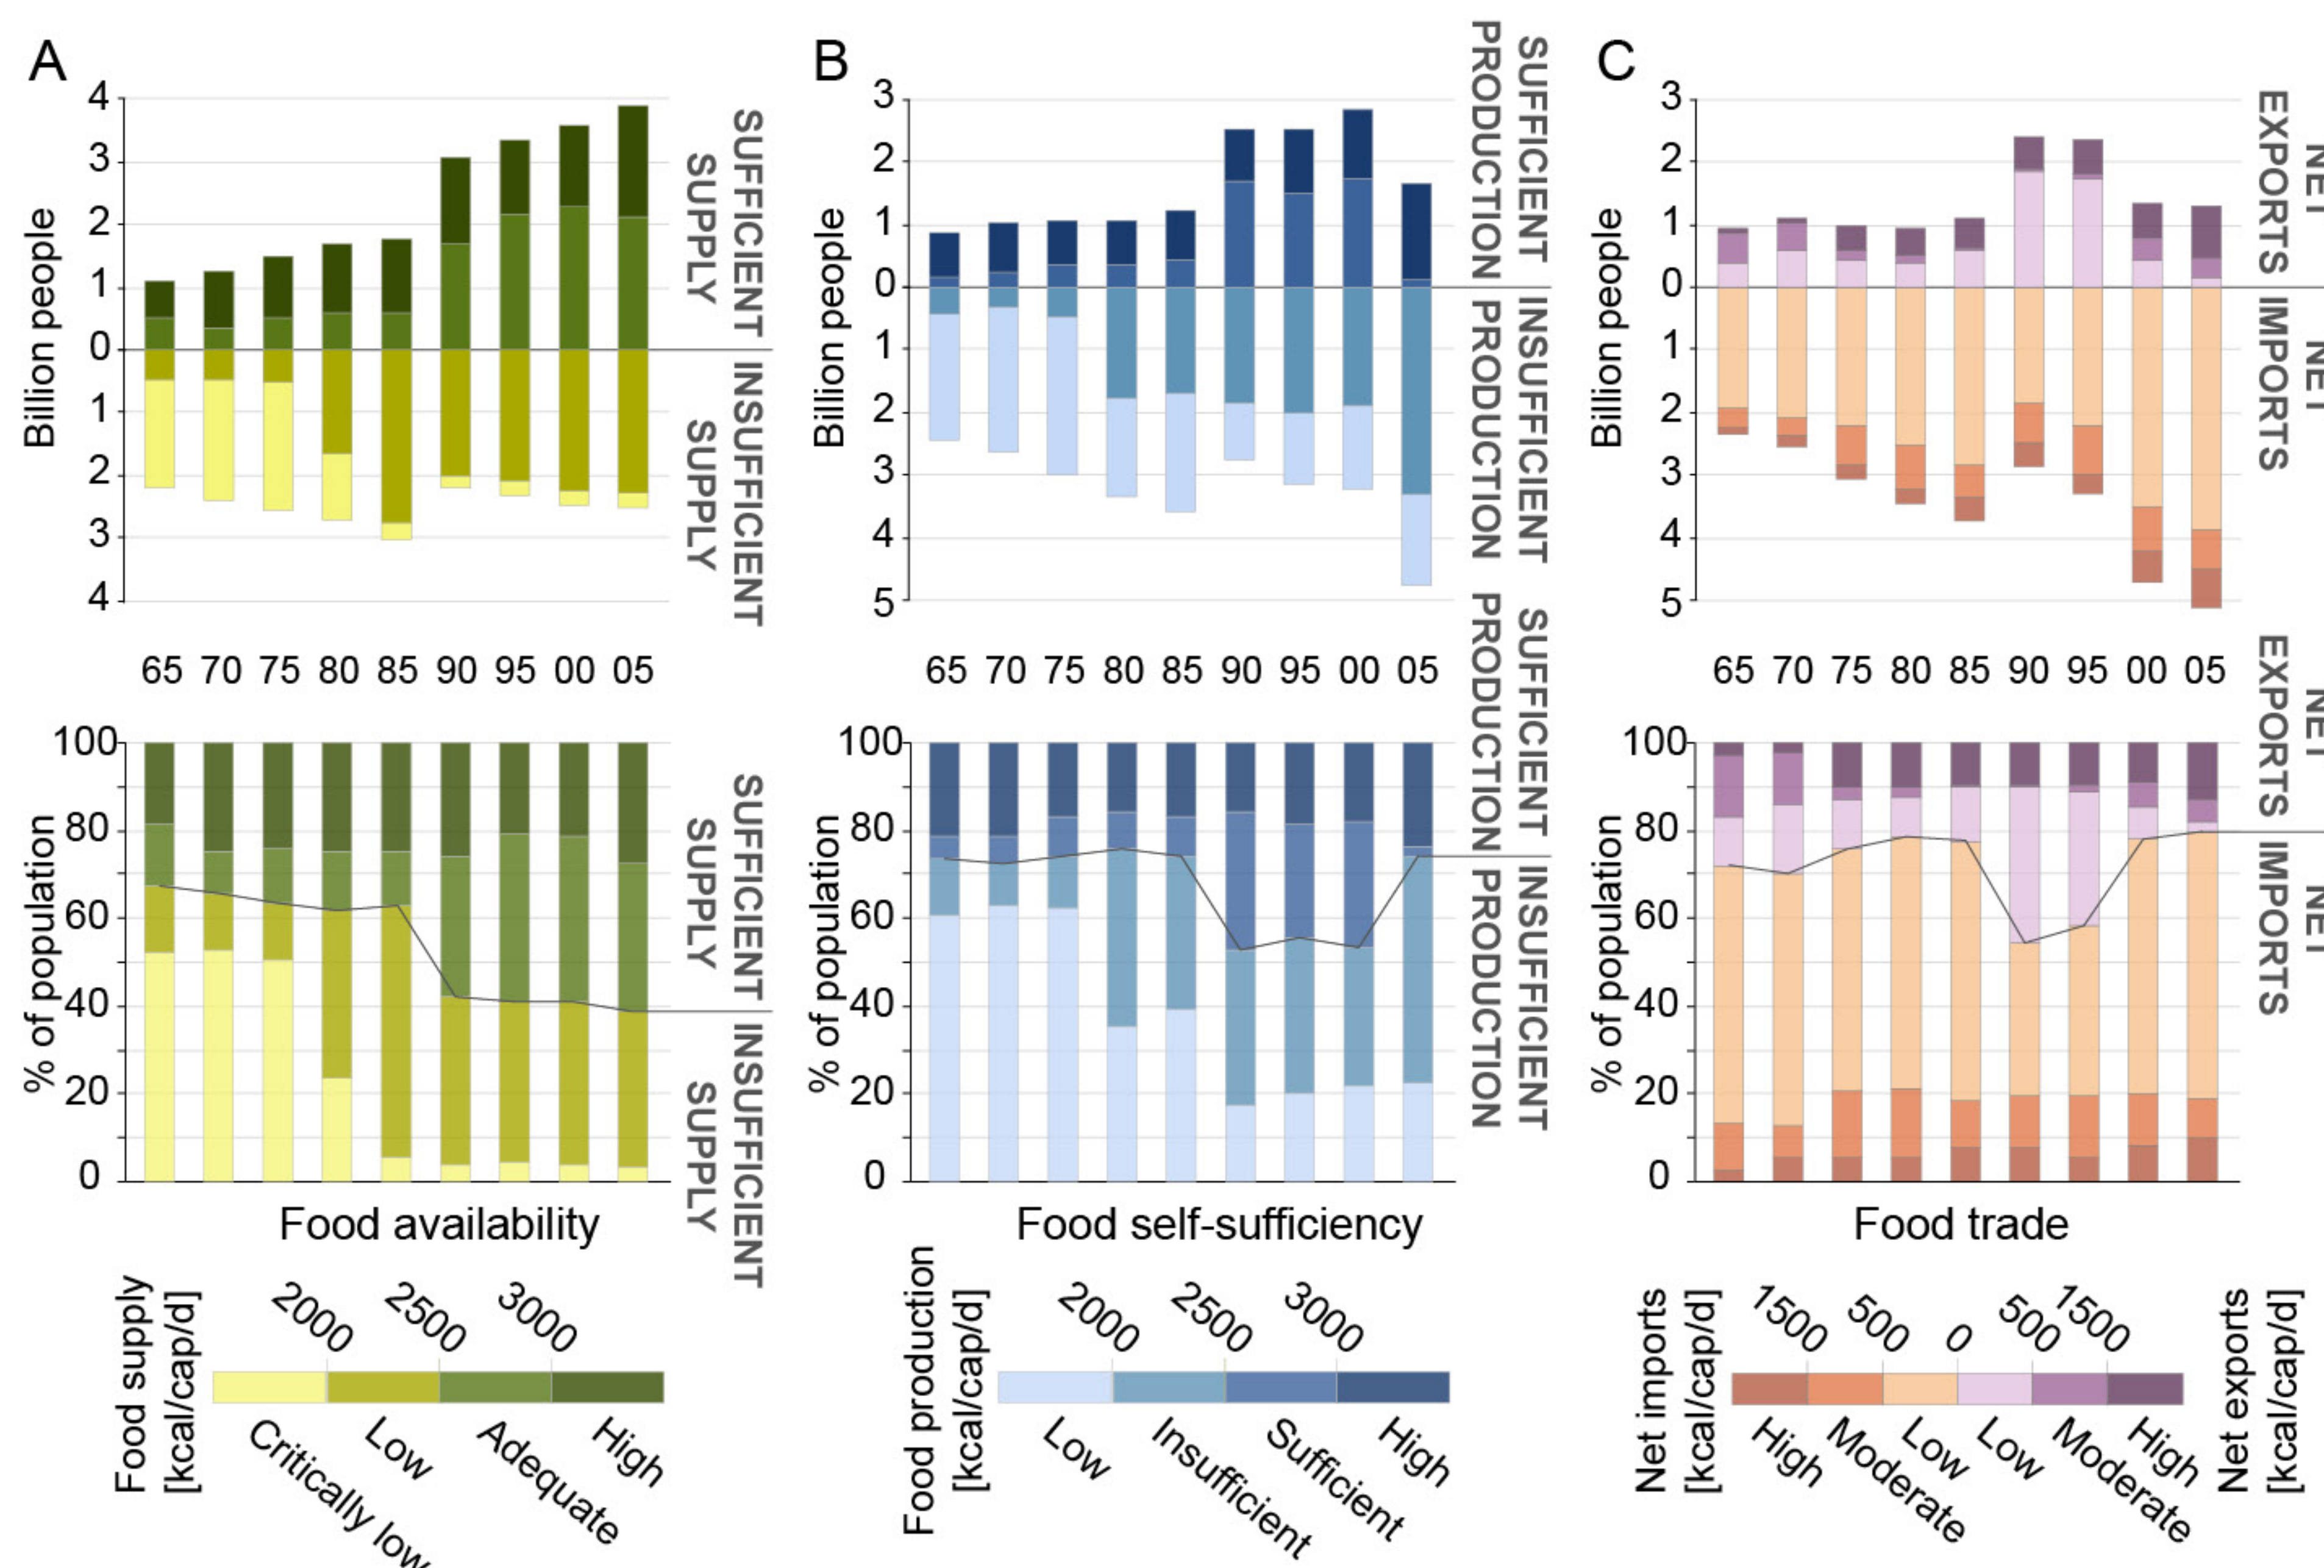 A
4
3
2
1
0
1
2
3
4
Billion people
SUFFICIENT
SUPPLY
INSUFFICIENT
SUPPLY
65 70 75 80 85 90 95 00 05
100
80
60
40
20
0
% of population
SUFFICIENT
SUPPLY
INSUFFICIENT
SUPPLY
Food availability
Food supply
[kcal/cap/d]
2000 2500 3000
Critically low
Low
Adequate
High
B
3
2
1
0
1
2
3
4
5
Billion people
SUFFICIENT
PRODUCTION
INSUFFICIENT
PRODUCTION
65 70 75 80 85 90 95 00 05
100
80
60
40
20
0
% of population
SUFFICIENT
PRODUCTION
INSUFFICIENT
PRODUCTION
Food self-sufficiency
Food production
[kcal/cap/d]
2000 2500 3000
Low
Insufficient
Sufficient
High
C
3
2
1
0
1
2
3
4
5
Billion people
NET
EXPORTS
NET
IMPORTS
65 70 75 80 85 90 95 00 05
100
80
60
40
20
0
% of population
NET
EXPORTS
NET
IMPORTS
Food trade
Net imports
[kcal/cap/d]
1500 500 0 500 1500
High
Moderate
Low
Low
Moderate
High
Net exports
[kcal/cap/d]